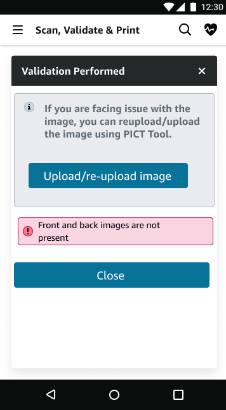 12:30
Scan, Validate & Print
Validation Performed
If you are facing issue with the
image, you can reupload/upload
the image using PICT Tool.
Upload/re-upload image
Front and back images are not
present
Close